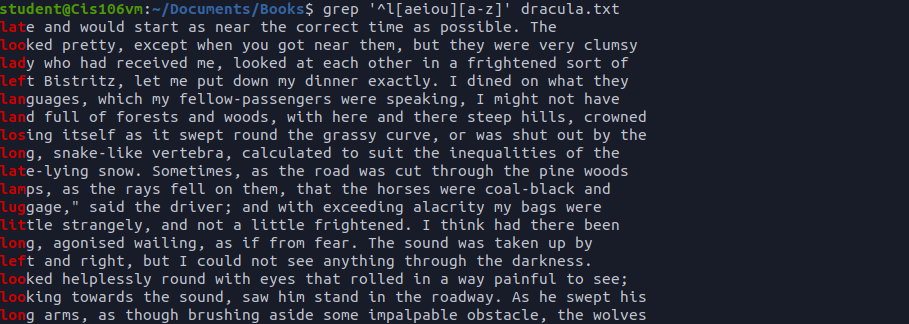 student@Cis106vm:~/Documents/Books$ grep '^l[aeiou][a-z]' dracula.txt
late and would start as near the correct time as possible. The
looked pretty, except when you got near them, but they were very clumsy
lady who had received me, looked at each other in a frightened sort of
left Bistritz, let me put down my dinner exactly. I dined on what they
languages, which my fellow-passengers were speaking, I might not have
land full of forests and woods, with here and there steep hills, crowned
losing itself as it swept round the grassy curve, or was shut out by the
long, snake-like vertebra, calculated to suit the inequalities of the
late-lying snow. Sometimes, as the road was cut through the pine woods
lamps, as the rays fell on them, that the horses were coal-black and
luggage," said the driver; and with exceeding alacrity my bags were
little strangely, and not a little frightened. I think had there been
long, agonised wailing, as if from fear. The sound was taken up by
left and right, but I could not see anything through the darkness.
looked helplessly round with eyes that rolled in a way painful to see;
looking towards the sound, saw him stand in the roadway. As he swept his
long arms, as though brushing aside some impalpable obstacle, the wolves